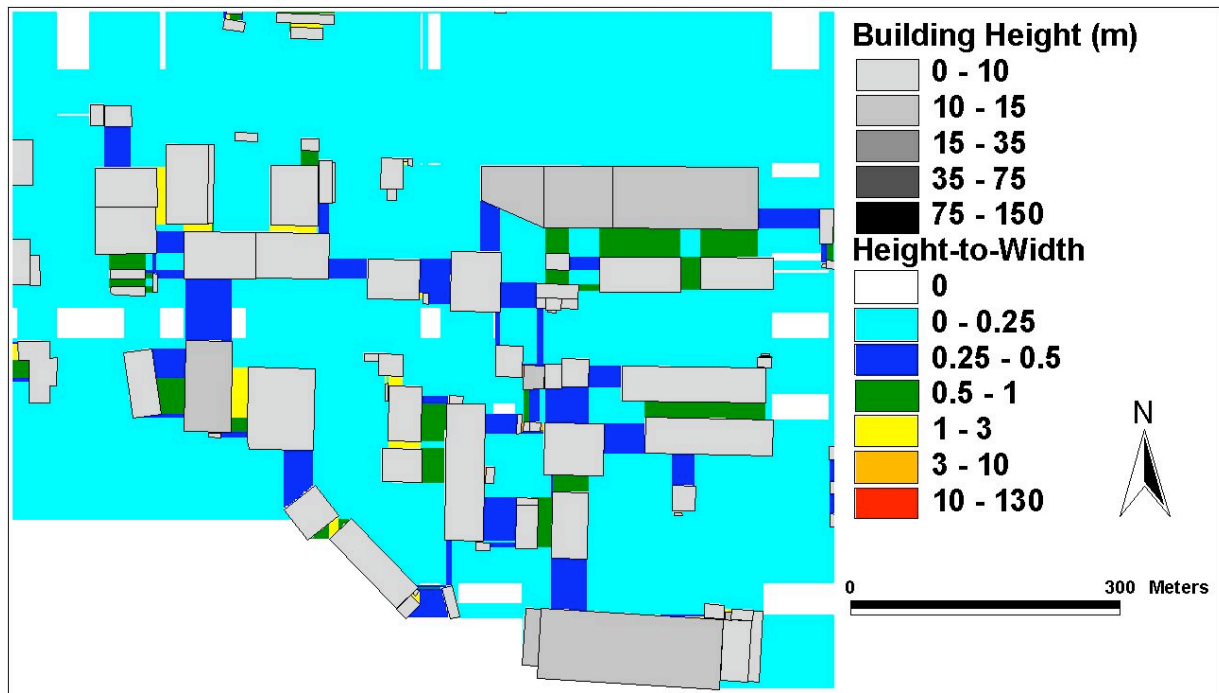 Building Height (m)
0 - 10
10 - 15
15 - 35
35 - 75
75 - 150
Height-to-Width
0
0 - 0.25
0.25 - 0.5
0.5 - 1
1 - 3
3 - 10
10 - 130
N
0 300 Meters